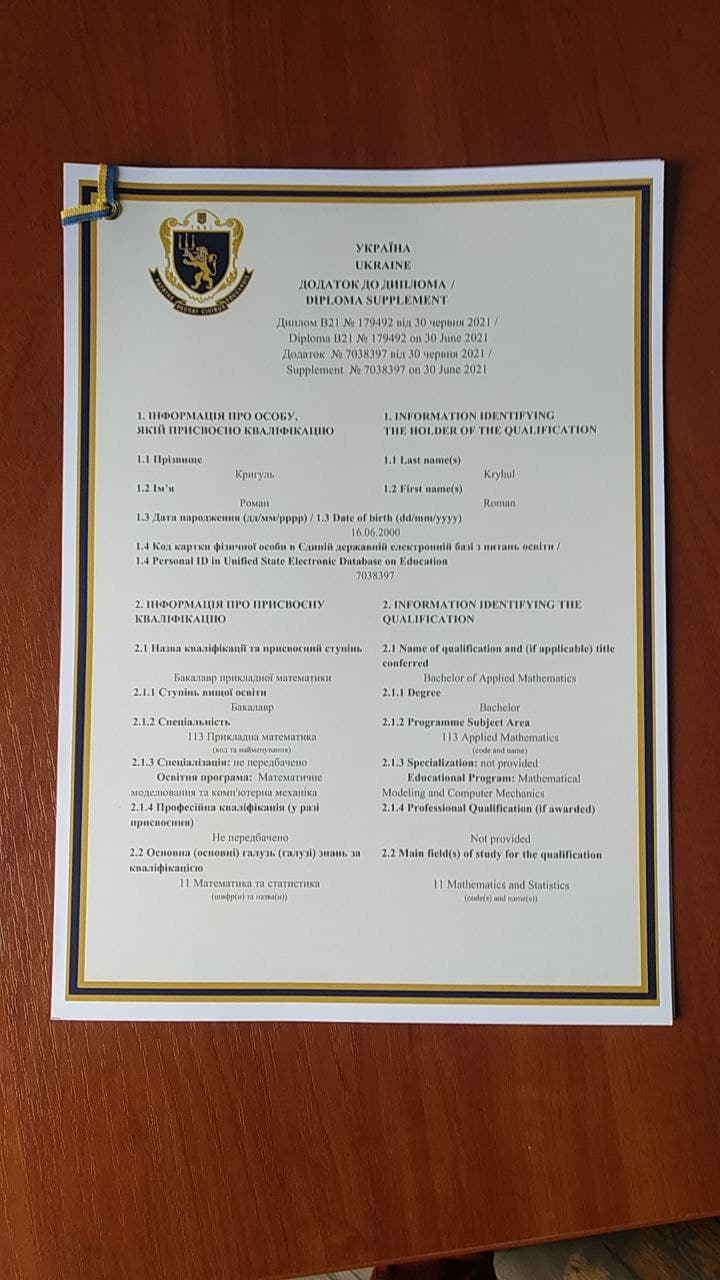 1661
PATRIAE DECORI CIVIBUS EDUCANDIS
УКРАЇНА
UKRAINE
ДОДАТОК ДО ДИПЛОМА /
DIPLOMA SUPPLEMENT
Диплом B21 № 179492 від 30 червня 2021 /
Diploma B21 № 179492 on 30 June 2021
Додаток № 7038397 від 30 червня 2021 /
Supplement № 7038397 on 30 June 2021
1. ІНФОРМАЦІЯ ПРО ОСОБУ,
ЯКІЙ ПРИСВОЄНО КВАЛІФІКАЦІЮ
1. INFORMATION IDENTIFYING
THE HOLDER OF THE QUALIFICATION
1.1 Прізвище
1.1 Last name(s)
Кригуль
Kryhul
1.2 Ім’я
1.2 First name(s)
Роман
Roman
1.3 Дата народження (дд/мм/рррр) / 1.3 Date of birth (dd/mm/yyyy)
16.06.2000
1.4 Код картки фізичної особи в Єдиній державній електронній базі з питань освіти /
1.4 Personal ID in Unified State Electronic Database on Education
7038397
2. ІНФОРМАЦІЯ ПРО ПРИСВОЄНУ
КВАЛІФІКАЦІЮ
2. INFORMATION IDENTIFYING THE
QUALIFICATION
2.1 Назва кваліфікації та присвоєний ступінь
2.1 Name of qualification and (if applicable) title
conferred
Бакалавр прикладної математики
Bachelor of Applied Mathematics
2.1.1 Ступінь вищої освіти
2.1.1 Degree
Бакалавр
Bachelor
2.1.2 Спеціальність
2.1.2 Programme Subject Area
113 Прикладна математика
113 Applied Mathematics
(код та найменування)
(code and name)
2.1.3 Спеціалізація: не передбачено
2.1.3 Specialization: not provided
Освітня програма: Математичне
моделювання та комп'ютерна механіка
Educational Program: Mathematical
Modeling and Computer Mechanics
2.1.4 Професійна кваліфікація (у разі
присвоєння)
2.1.4 Professional Qualification (if awarded)
Не передбачено
Not provided
2.2 Основна (основні) галузь (галузі) знань за
кваліфікацією
2.2 Main field(s) of study for the qualification
11 Математика та статистика
11 Mathematics and Statistics
(шифр(и) та назва(и))
(code(s) and name(s))